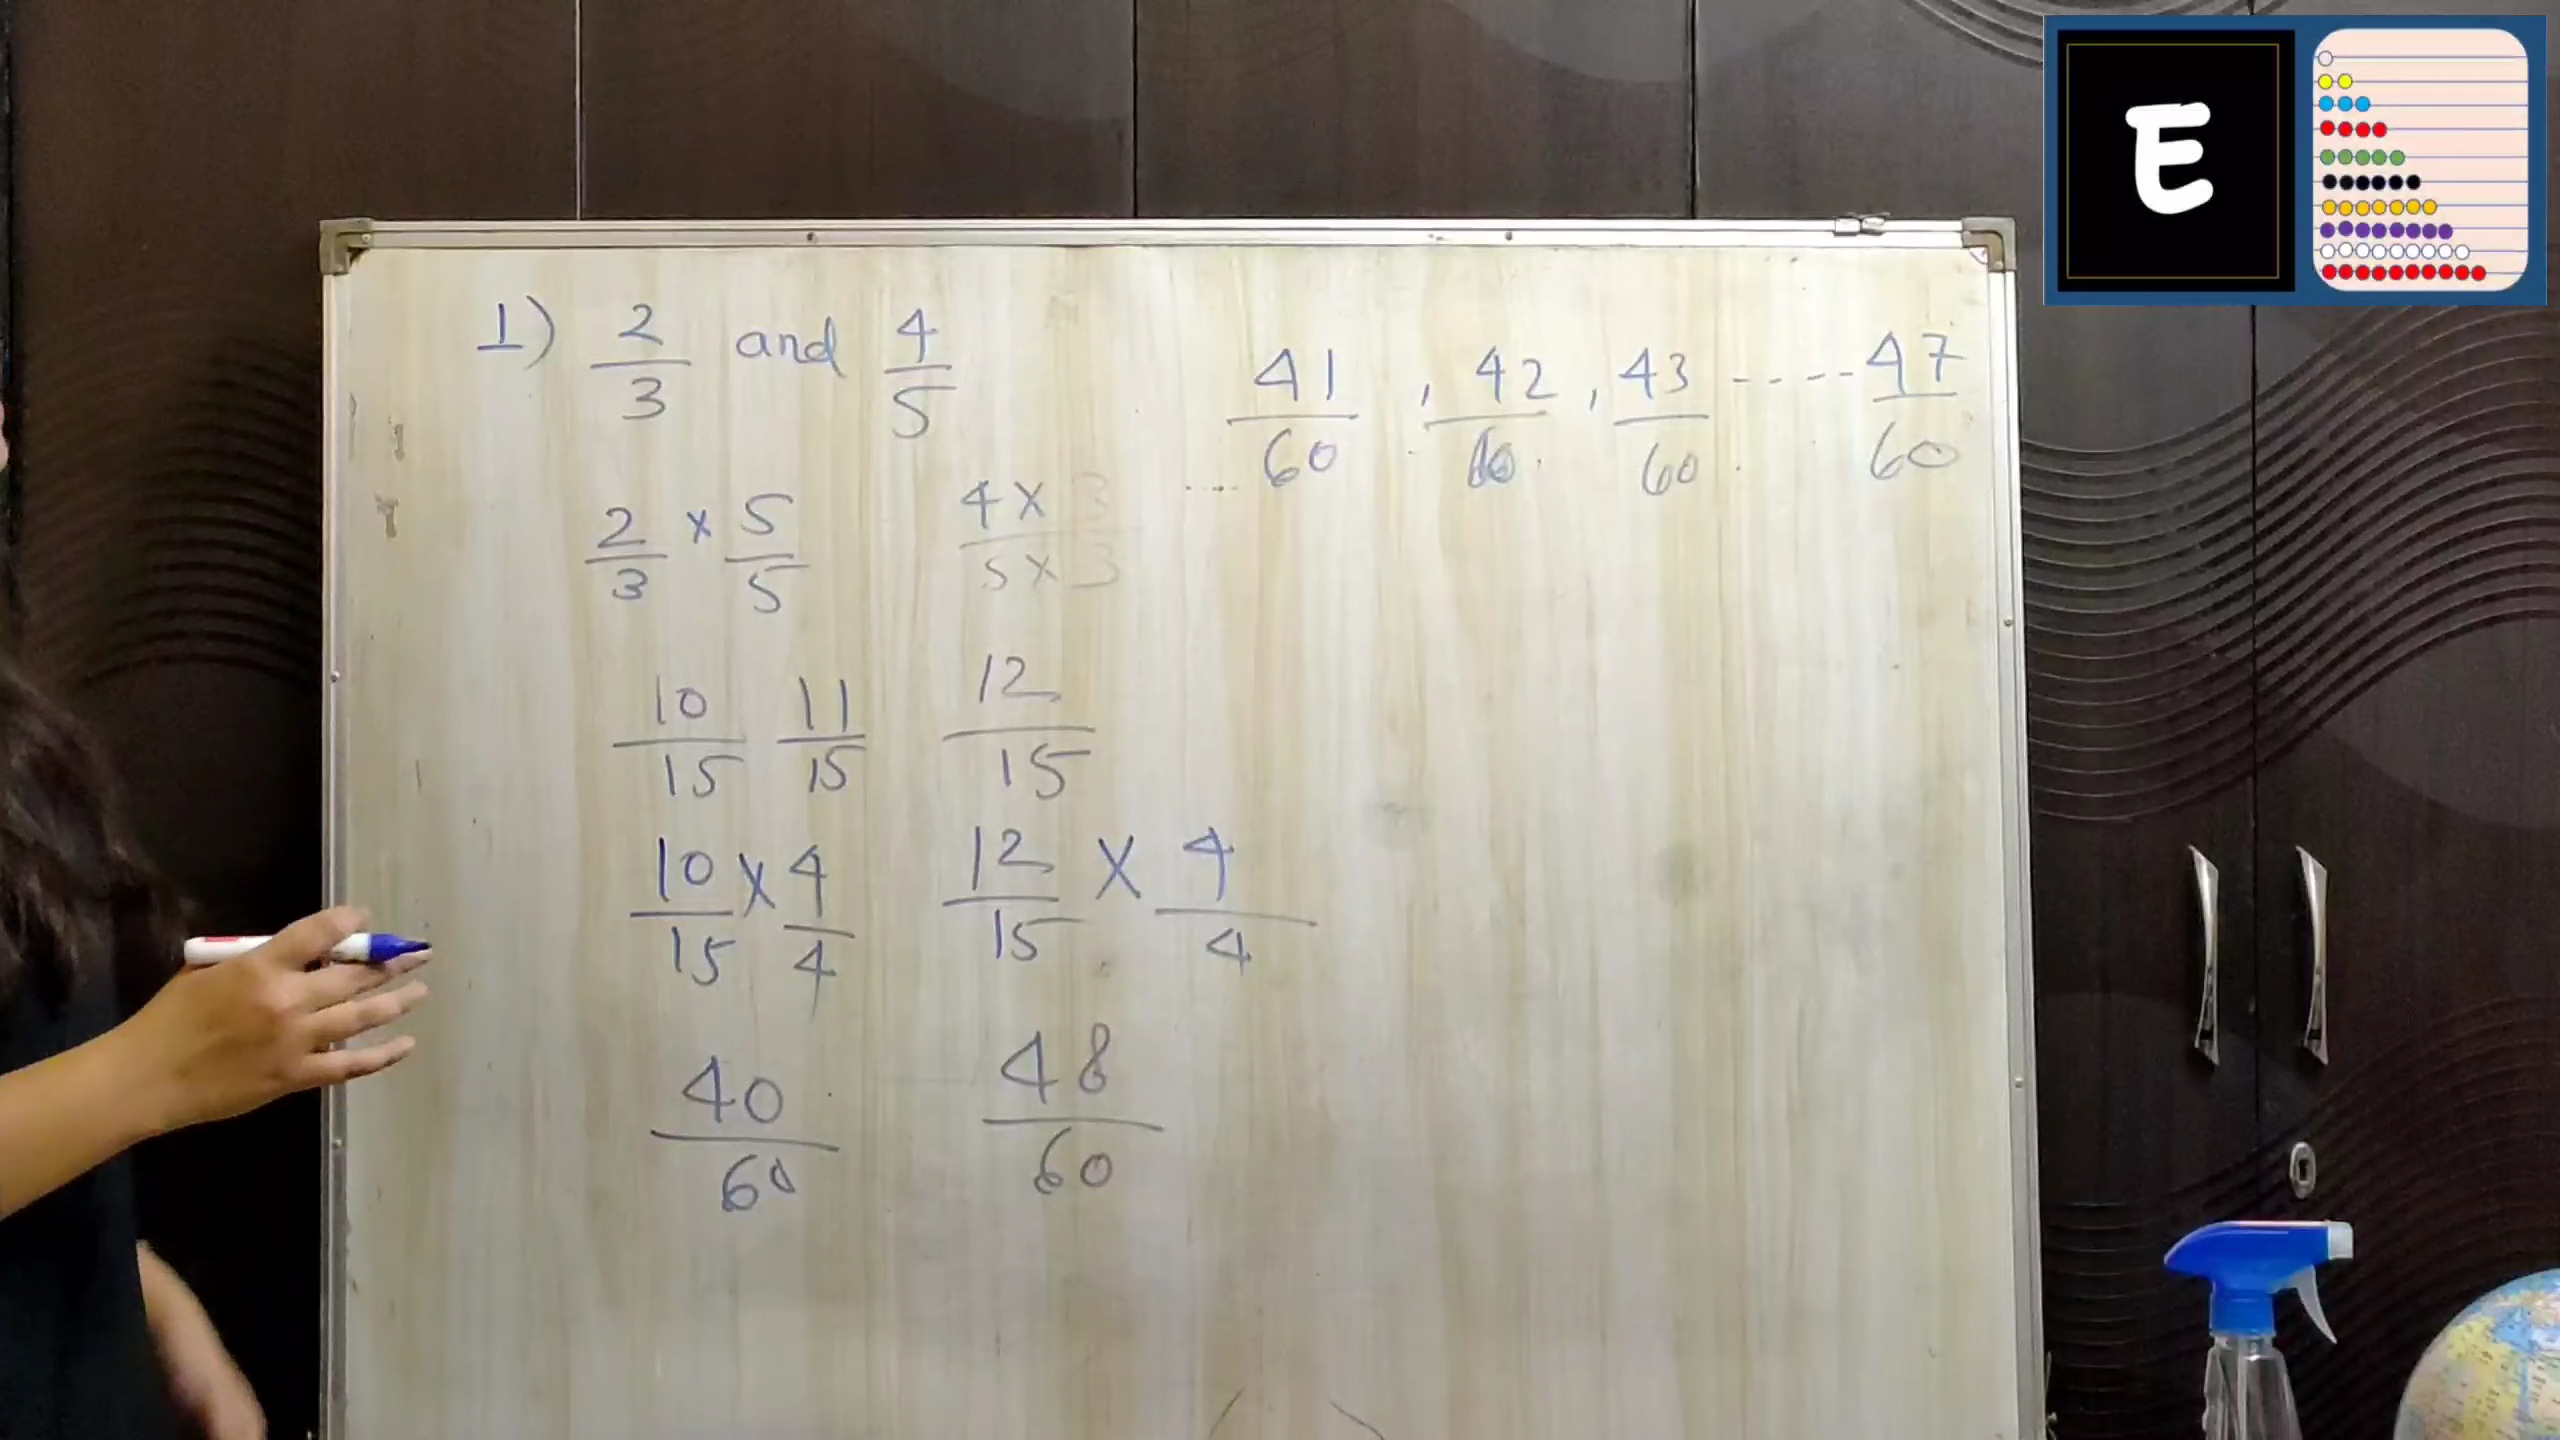 1) 2/3 and 4/5
2/3 × 5/5
4 × 3 / 5 × 3
10/15 11/15 12/15
10/15 × 4/4
12/15 × 4/4
40/60
48/60
41/60 , 42/60 , 43/60 ---- 47/60
E